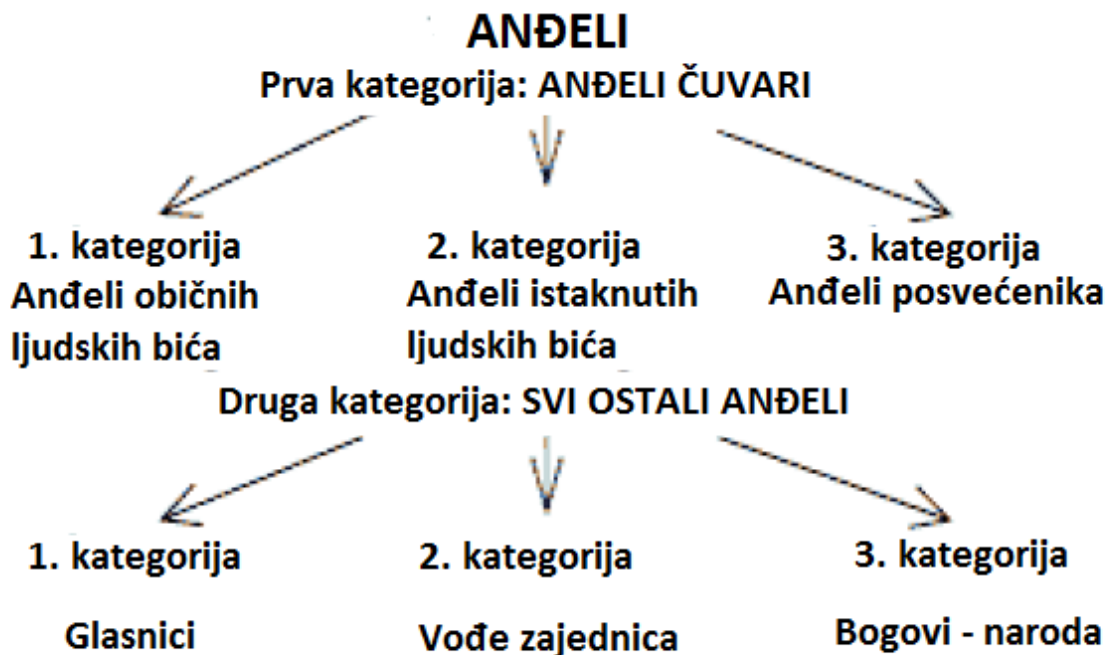 ANĐELI
Prva kategorija: ANĐELI ČUVARI
1. kategorija
Anđeli običnih
ljudskih bića
2. kategorija
Anđeli istaknutih
ljudskih bića
3. kategorija
Anđeli posvećenika
Druga kategorija: SVI OSTALI ANĐELI
1. kategorija
Glasnici
2. kategorija
Vođe zajednica
3. kategorija
Bogovi - naroda